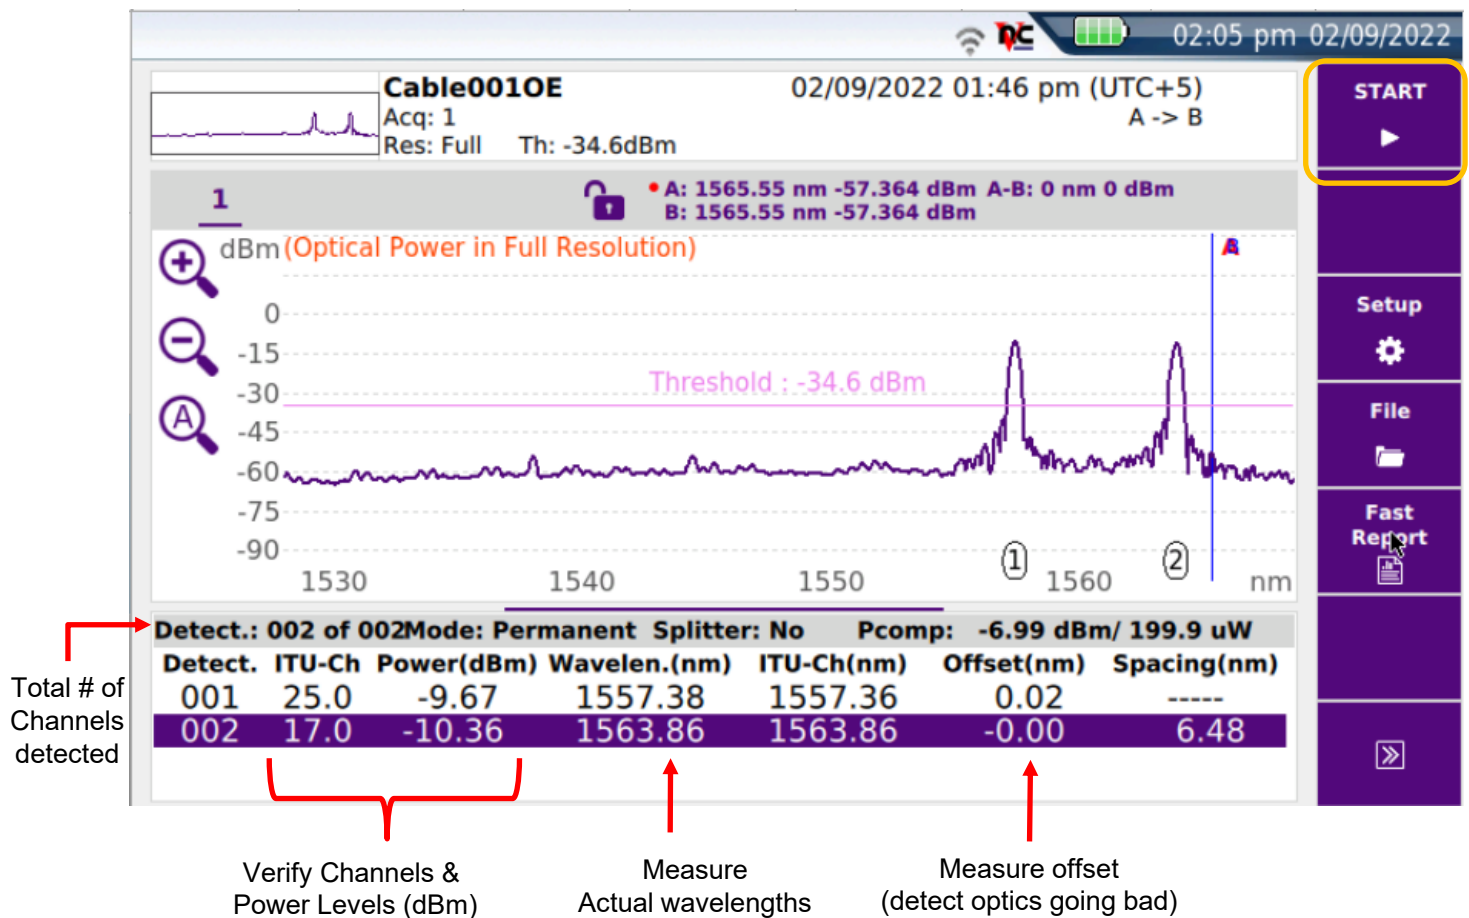 02:05 pm 02/09/2022
Cable001OE 02/09/2022 01:46 pm (UTC+5)
Acq: 1 A -> B
Res: Full Th: -34.6dBm
START
1
A: 1565.55 nm -57.364 dBm A-B: 0 nm 0 dBm
B: 1565.55 nm -57.364 dBm
dBm (Optical Power in Full Resolution)
A
0
-15
-30
-45
-60
-75
-90
Threshold : -34.6 dBm
1 2
1530 1540 1550 1560 nm
Setup
File
Fast
Report
A
Detect.: 002 of 002Mode: Permanent Splitter: No Pcomp: -6.99 dBm/ 199.9 uW
Detect. ITU-Ch Power(dBm) Wavelen.(nm) ITU-Ch(nm) Offset(nm) Spacing(nm)
001 25.0 -9.67 1557.38 1557.36 0.02 -----
002 17.0 -10.36 1563.86 1563.86 -0.00 6.48
Total # of
Channels
detected
Verify Channels &
Power Levels (dBm)
Measure
Actual wavelengths
Measure offset
(detect optics going bad)